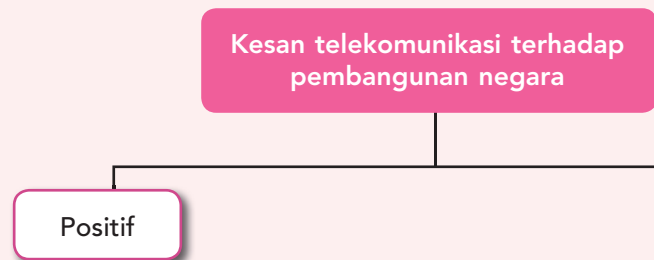 Kesan telekomunikasi terhadap
pembangunan negara
Positif